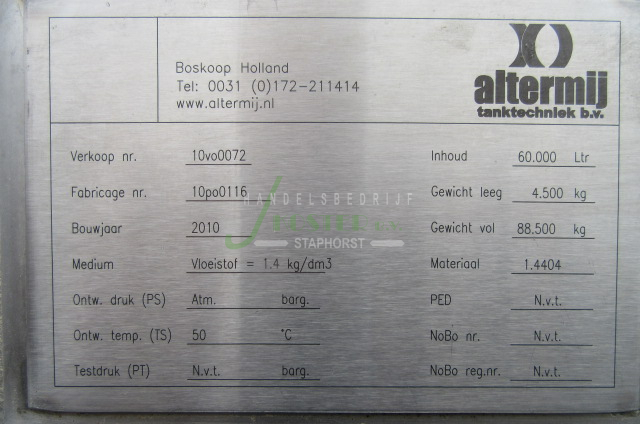 Boskoop Holland
Tel: 0031 (0)172-211414
www.altermij.nl
altermij
tanktechniek b.v.
Verkoop nr. 10vo0072 Inhoud 60.000 Ltr
Fabricage nr. 10po0116 Gewicht leeg 4.500 kg
HANDELSBEDRIJF
Bouwjaar 2010 Gewicht vol 88.500 kg
STAPHORST
Medium Vloeistof = 1.4 kg/dm3 Materiaal 1.4404
Ontw. druk (PS) Atm. barg. PED N.v.t.
Ontw. temp. (TS) 50 °C NoBo nr. N.v.t.
Testdruk (PT) N.v.t. barg. NoBo reg.nr. N.v.t.